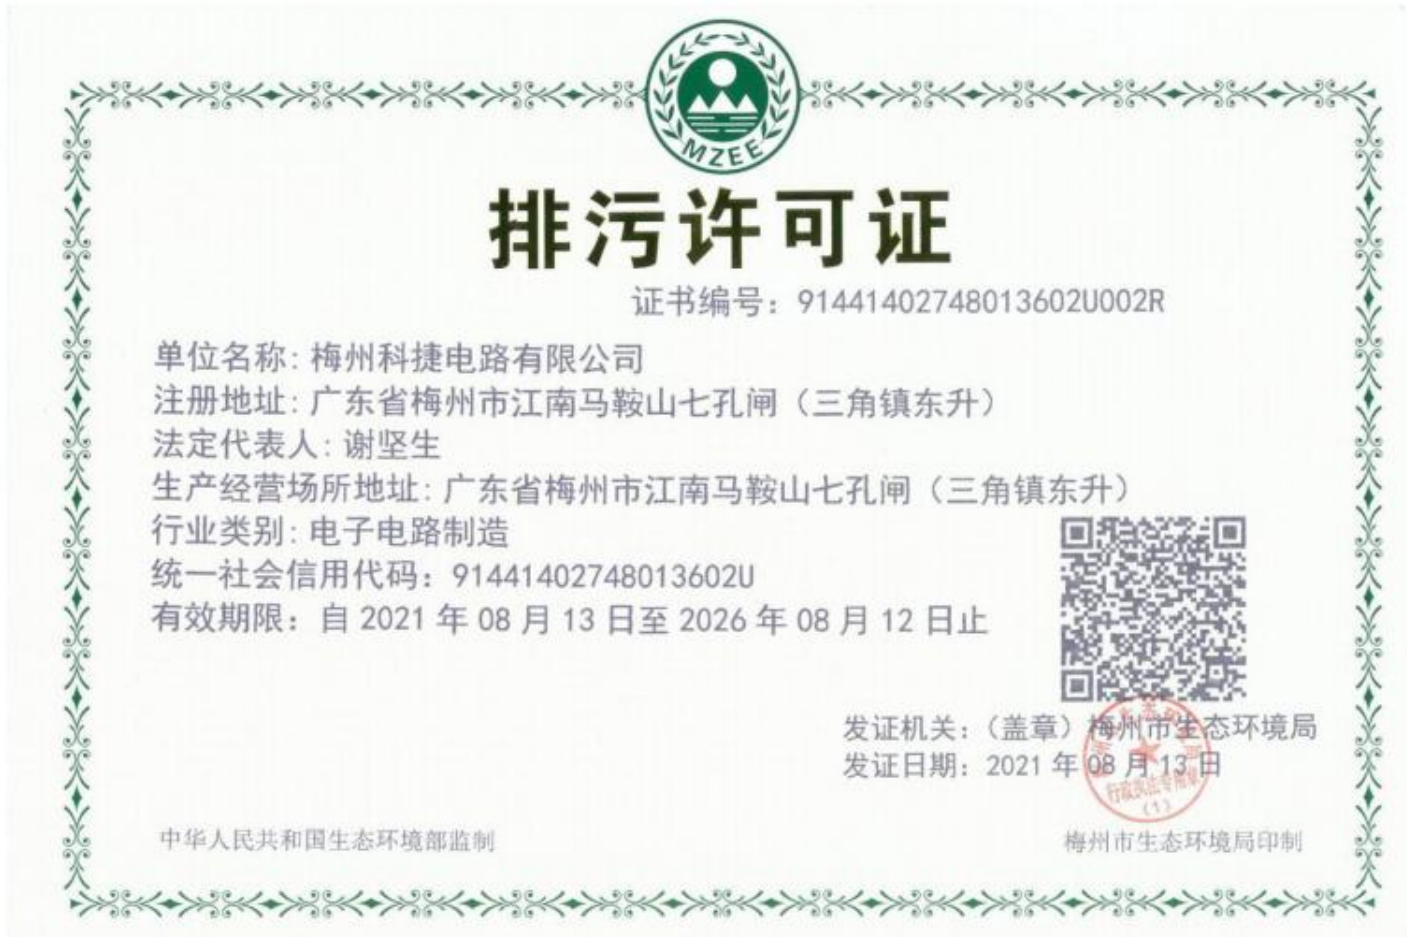 MZEE
排污许可证
证书编号：91441402748013602U002R
单位名称：梅州科捷电路有限公司
注册地址：广东省梅州市江南马鞍山七孔闸（三角镇东升）
法定代表人：谢坚生
生产经营场所地址：广东省梅州市江南马鞍山七孔闸（三角镇东升）
行业类别：电子电路制造
统一社会信用代码：91441402748013602U
有效期限：自 2021 年 08 月 13 日至 2026 年 08 月 12 日止
发证机关：（盖章）梅州市生态环境局
发证日期：2021 年 08 月 13 日
行政执法专用章
（1）
中华人民共和国生态环境部监制
梅州市生态环境局印制